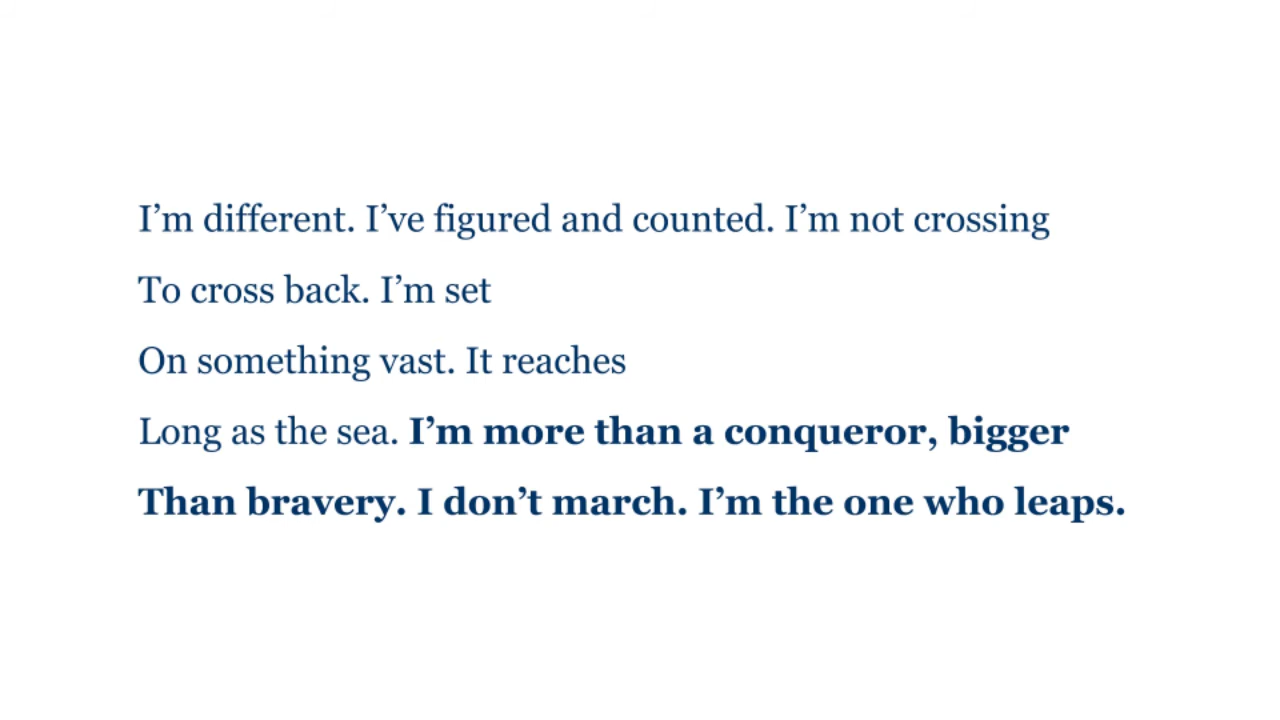 I’m different. I’ve figured and counted. I’m not crossing
To cross back. I’m set
On something vast. It reaches
Long as the sea. I’m more than a conqueror, bigger
Than bravery. I don’t march. I’m the one who leaps.